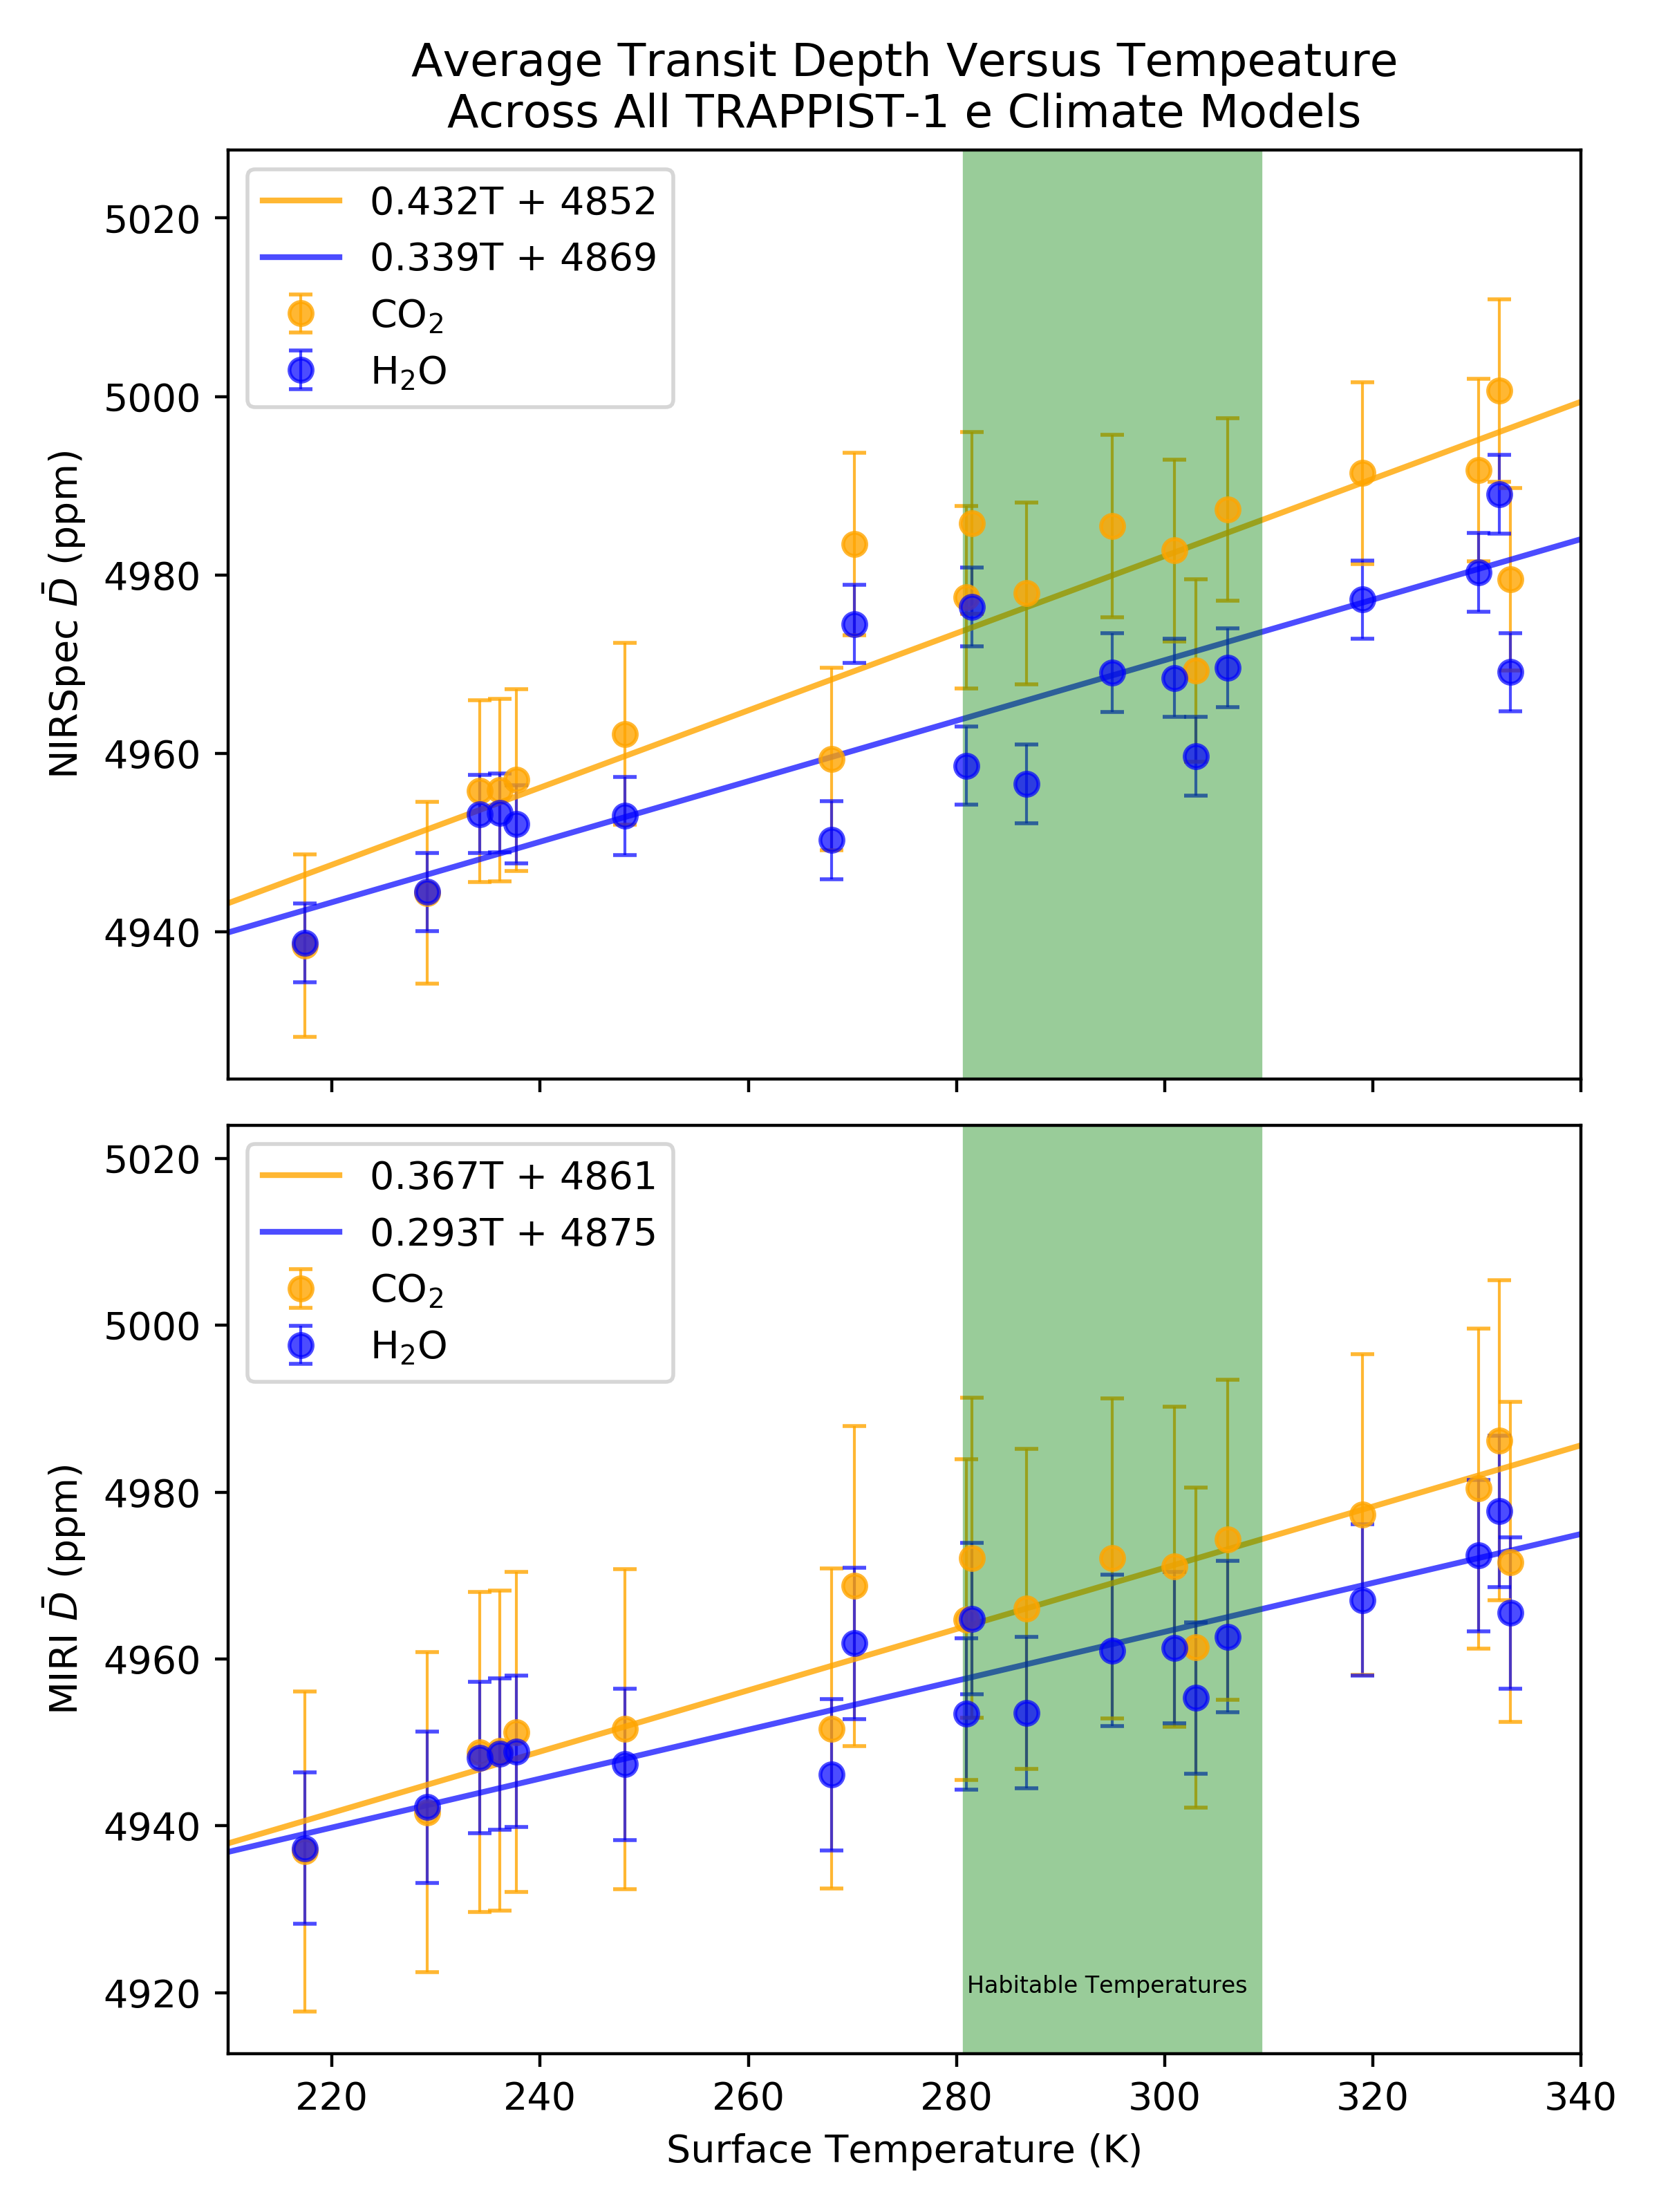 Average Transit Depth Versus Tempeature
Across All TRAPPIST-1 e Climate Models
0.432T + 4852
0.339T + 4869
CO₂
H₂O
5020
5000
4980
4960
4940
NIRSpec D̄ (ppm)
0.367T + 4861
0.293T + 4875
CO₂
H₂O
5020
5000
4980
4960
4940
4920
MIRI D̄ (ppm)
Habitable Temperatures
220 240 260 280 300 320 340
Surface Temperature (K)